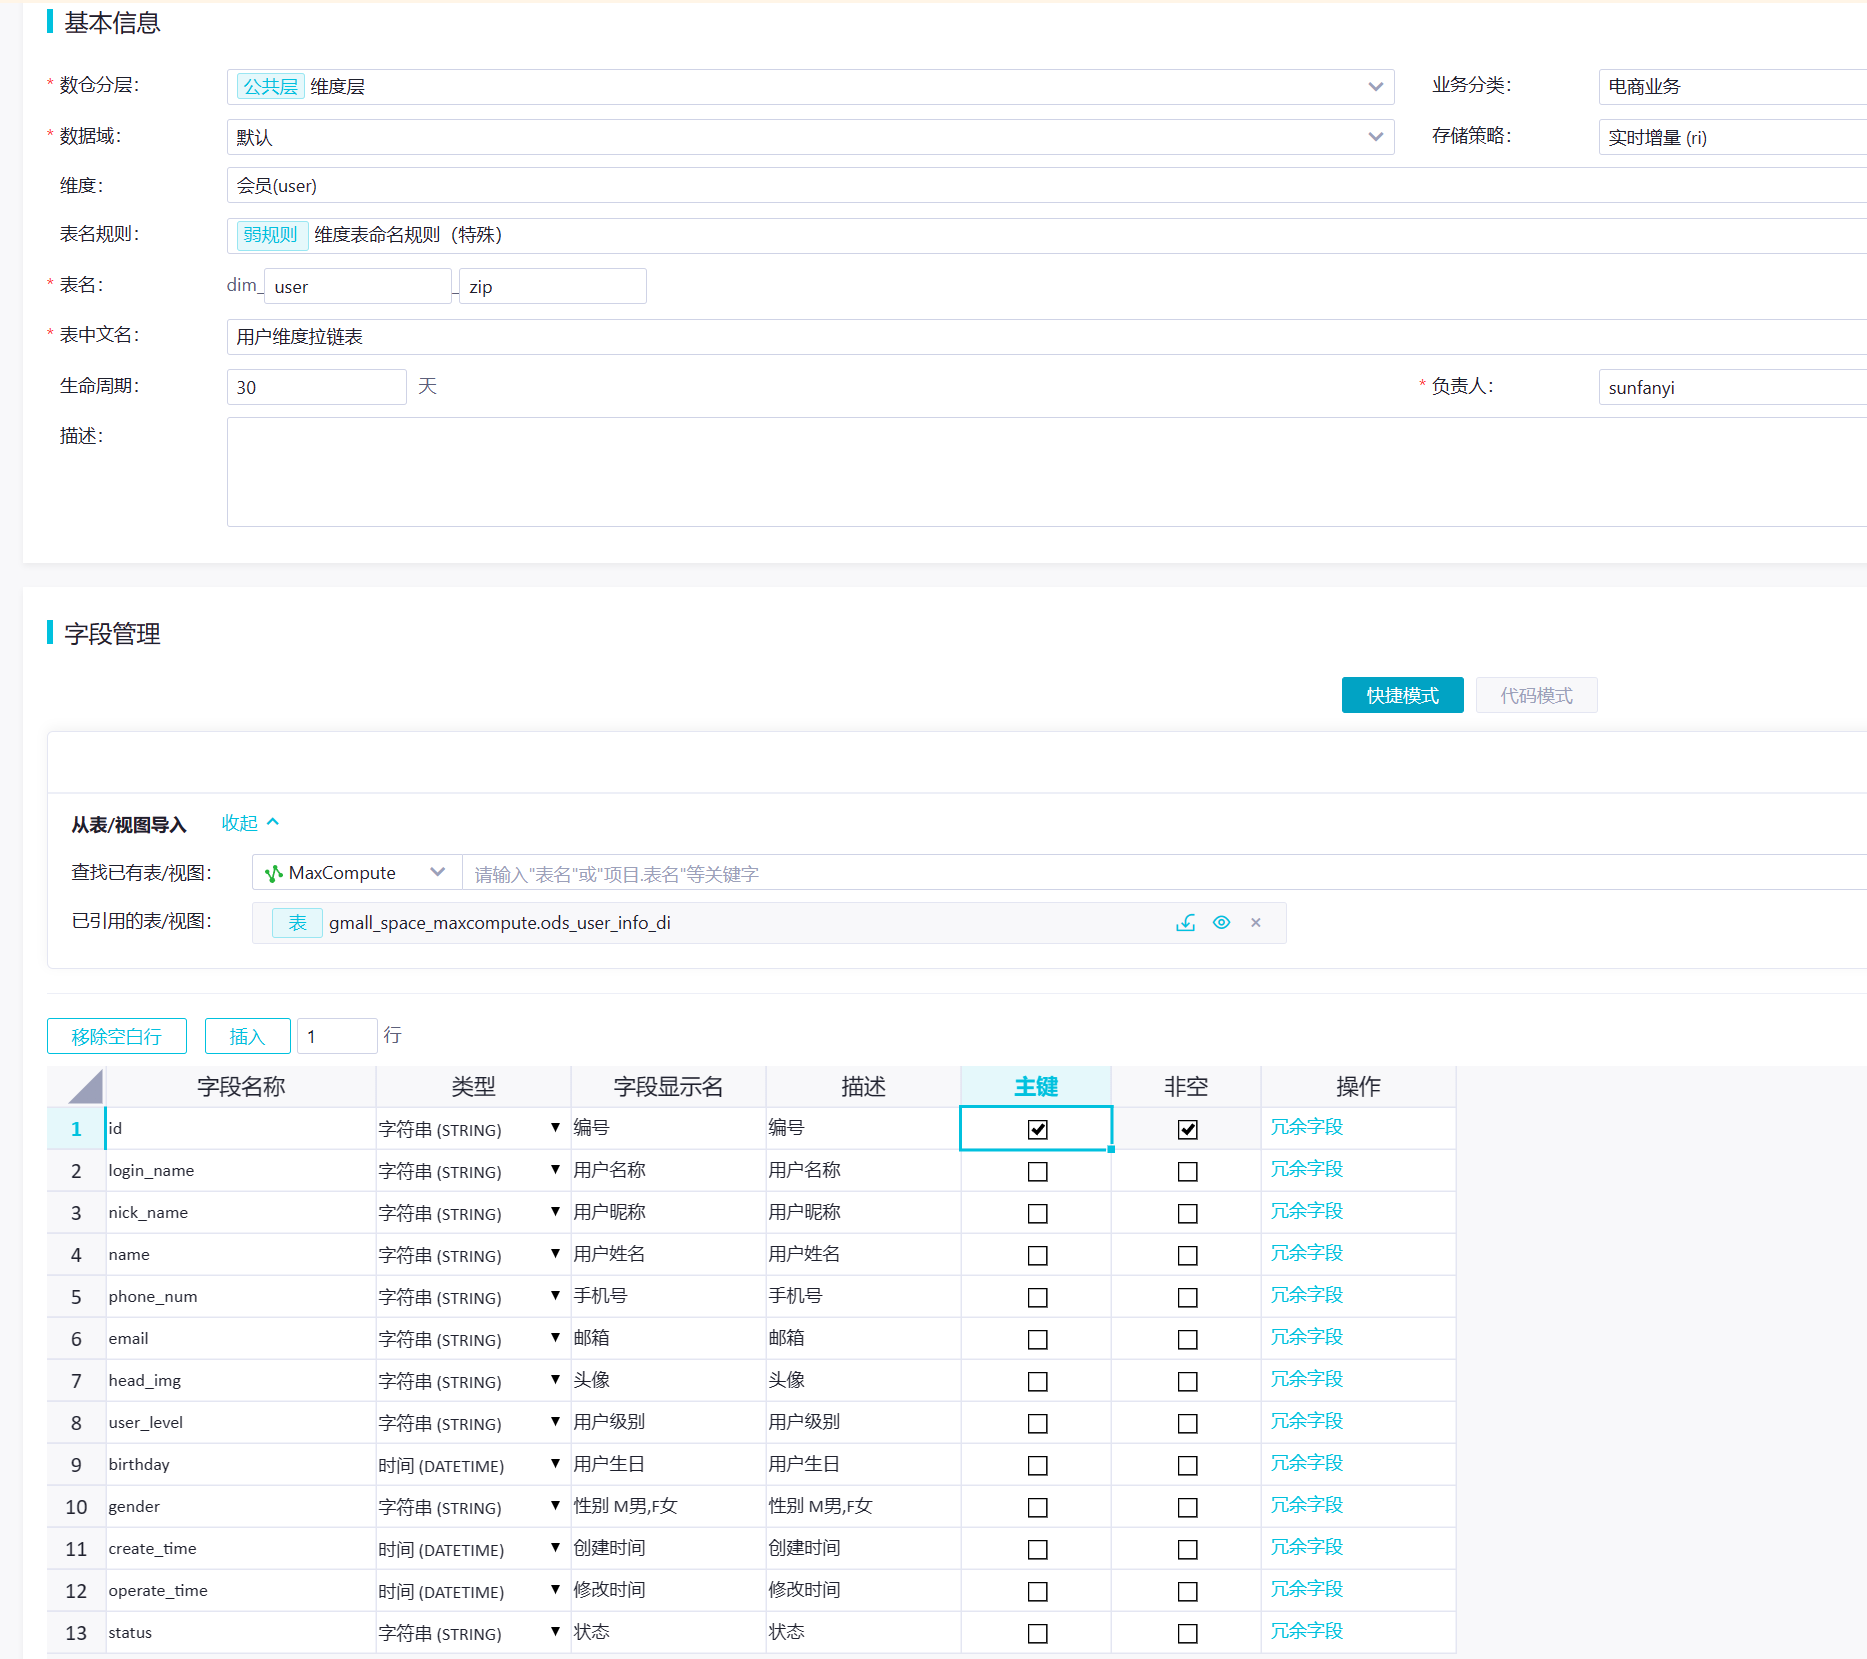 基本信息
* 数仓分层： 公共层 维度层 业务分类： 电商业务
* 数据域： 默认 存储策略： 实时增量 (ri)
维度： 会员(user)
表名规则： 弱规则 维度表命名规则（特殊）
* 表名： dim_ user _ zip
* 表中文名： 用户维度拉链表
生命周期： 30 天 * 负责人： sunfanyi
描述：
字段管理
快捷模式 代码模式
从表/视图导入 收起
查找已有表/视图： MaxCompute 请输入"表名"或"项目.表名"等关键字
已引用的表/视图： 表 gmall_space_maxcompute.ods_user_info_di
移除空白行 插入 1 行
字段名称 类型 字段显示名 描述 主键 非空 操作
1 id 字符串 (STRING) 编号 编号 冗余字段
2 login_name 字符串 (STRING) 用户名称 用户名称 冗余字段
3 nick_name 字符串 (STRING) 用户昵称 用户昵称 冗余字段
4 name 字符串 (STRING) 用户姓名 用户姓名 冗余字段
5 phone_num 字符串 (STRING) 手机号 手机号 冗余字段
6 email 字符串 (STRING) 邮箱 邮箱 冗余字段
7 head_img 字符串 (STRING) 头像 头像 冗余字段
8 user_level 字符串 (STRING) 用户级别 用户级别 冗余字段
9 birthday 时间 (DATETIME) 用户生日 用户生日 冗余字段
10 gender 字符串 (STRING) 性别 M男,F女 性别 M男,F女 冗余字段
11 create_time 时间 (DATETIME) 创建时间 创建时间 冗余字段
12 operate_time 时间 (DATETIME) 修改时间 修改时间 冗余字段
13 status 字符串 (STRING) 状态 状态 冗余字段